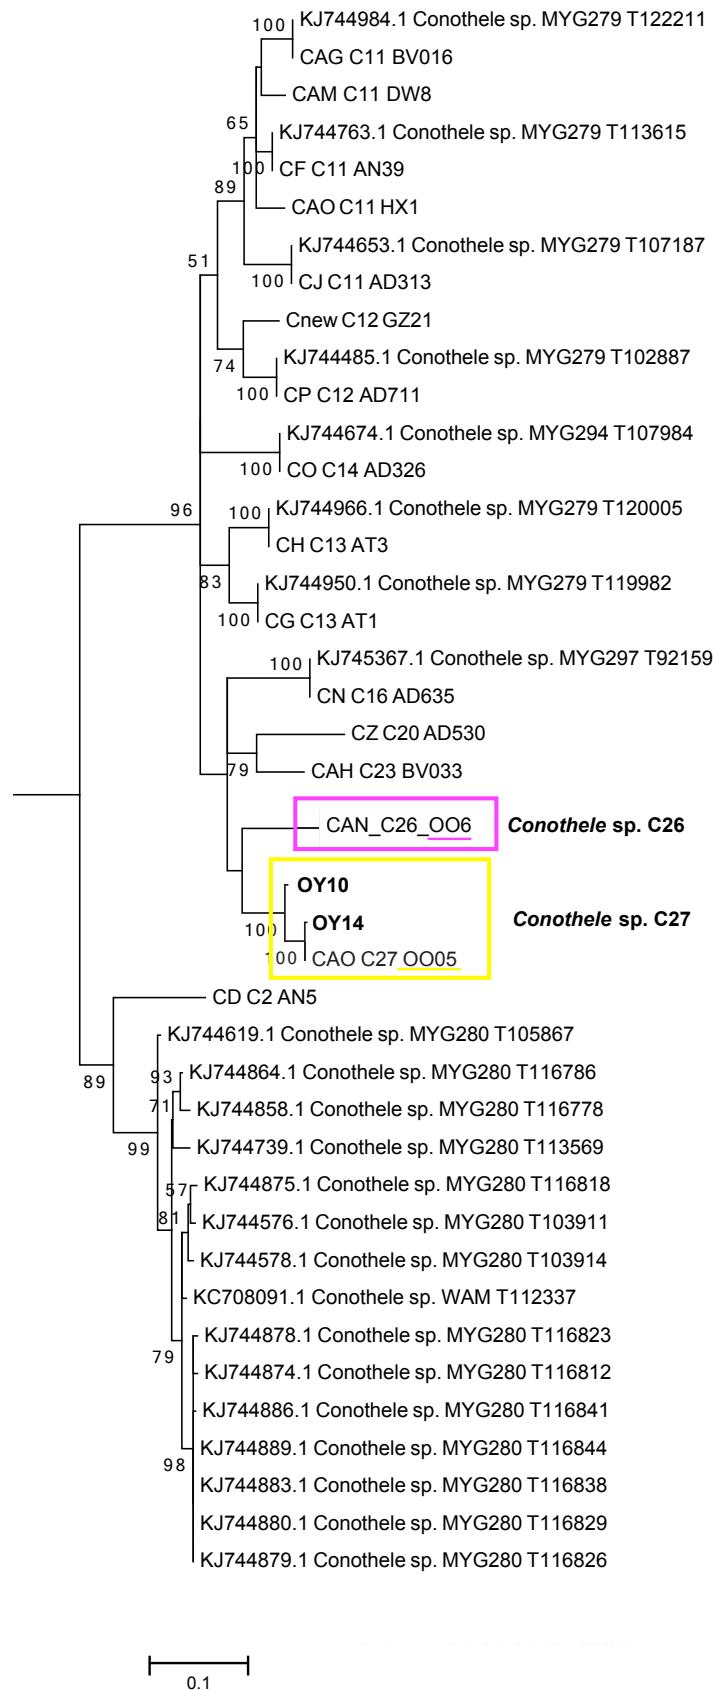 100
KJ744984.1 Conothele sp. MYG279 T122211
CAG C11 BV016
CAM C11 DW8
65
KJ744763.1 Conothele sp. MYG279 T113615
100
CF C11 AN39
89
CAO C11 HX1
KJ744653.1 Conothele sp. MYG279 T107187
51
100
CJ C11 AD313
Cnew C12 GZ21
KJ744485.1 Conothele sp. MYG279 T102887
74
100
CP C12 AD711
KJ744674.1 Conothele sp. MYG294 T107984
100
CO C14 AD326
96
100
KJ744966.1 Conothele sp. MYG279 T120005
CH C13 AT3
83
KJ744950.1 Conothele sp. MYG279 T119982
100
CG C13 AT1
100
KJ745367.1 Conothele sp. MYG297 T92159
CN C16 AD635
CZ C20 AD530
79
CAH C23 BV033
CAN_C26_OO6
Conothele sp. C26
OY10
100
OY14
Conothele sp. C27
100
CAO C27 OO05
CD C2 AN5
KJ744619.1 Conothele sp. MYG280 T105867
89
93
KJ744864.1 Conothele sp. MYG280 T116786
71
KJ744858.1 Conothele sp. MYG280 T116778
99
KJ744739.1 Conothele sp. MYG280 T113569
57
KJ744875.1 Conothele sp. MYG280 T116818
81
KJ744576.1 Conothele sp. MYG280 T103911
KJ744578.1 Conothele sp. MYG280 T103914
KC708091.1 Conothele sp. WAM T112337
79
KJ744878.1 Conothele sp. MYG280 T116823
KJ744874.1 Conothele sp. MYG280 T116812
KJ744886.1 Conothele sp. MYG280 T116841
98
KJ744889.1 Conothele sp. MYG280 T116844
KJ744883.1 Conothele sp. MYG280 T116838
KJ744880.1 Conothele sp. MYG280 T116829
KJ744879.1 Conothele sp. MYG280 T116826
0.1